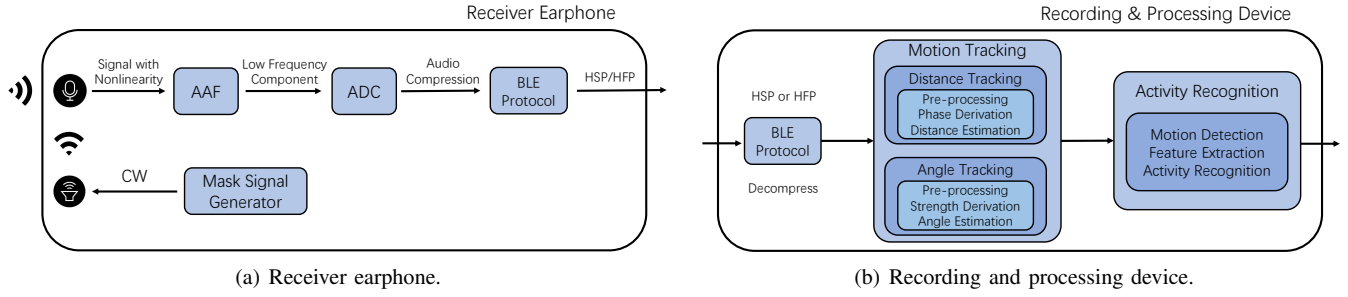 Receiver Earphone
Signal with
Nonlinearity
AAF
Low Frequency
Component
ADC
Audio
Compression
BLE
Protocol
HSP/HFP
CW
Mask Signal
Generator
(a) Receiver earphone.
Recording & Processing Device
HSP or HFP
BLE
Protocol
Decompress
Motion Tracking
Distance Tracking
Pre-processing
Phase Derivation
Distance Estimation
Angle Tracking
Pre-processing
Strength Derivation
Angle Estimation
Activity Recognition
Motion Detection
Feature Extraction
Activity Recognition
(b) Recording and processing device.